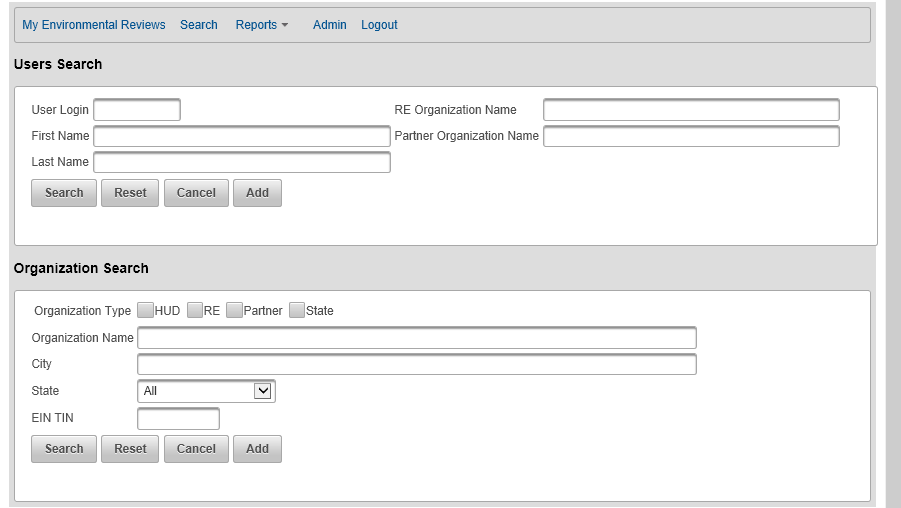 My Environmental Reviews Search Reports Admin Logout
Users Search
User Login RE Organization Name
First Name Partner Organization Name
Last Name
Search Reset Cancel Add
Organization Search
Organization Type HUD RE Partner State
Organization Name
City
State All
EIN TIN
Search Reset Cancel Add